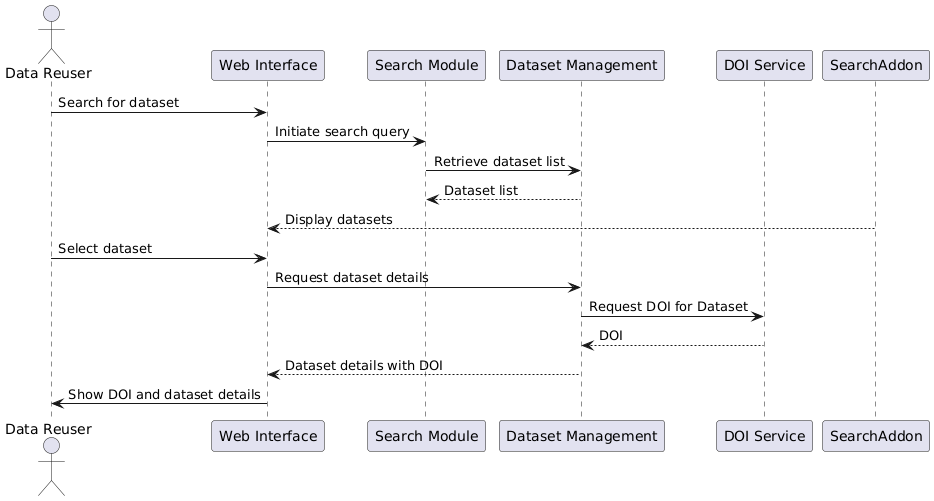 Data Reuser
Web Interface
Search Module
Dataset Management
DOI Service
SearchAddon
Search for dataset
Initiate search query
Retrieve dataset list
Dataset list
Display datasets
Select dataset
Request dataset details
Request DOI for Dataset
DOI
Dataset details with DOI
Show DOI and dataset details
Data Reuser
Web Interface
Search Module
Dataset Management
DOI Service
SearchAddon